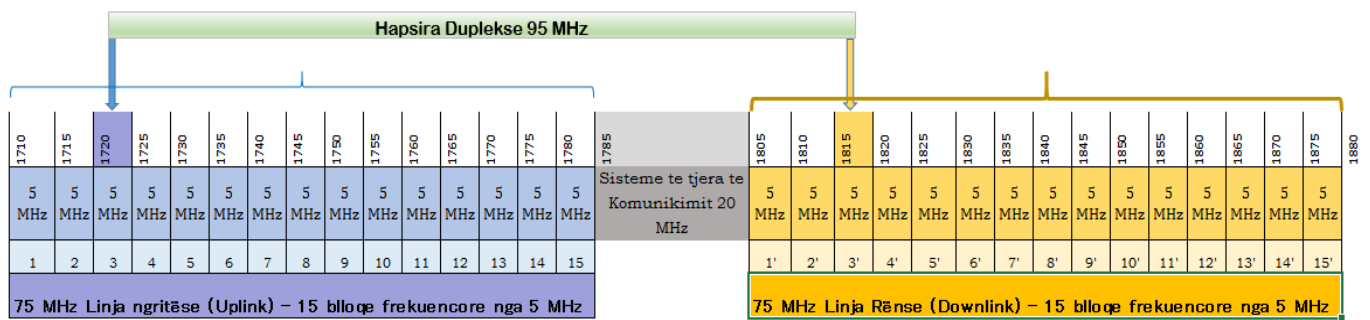 Hapsira Duplekse 95 MHz
1710 1715 1720 1725 1730 1735 1740 1745 1750 1755 1760 1765 1770 1775 1780 1785 1805 1810 1815 1820 1825 1830 1835 1840 1845 1850 1855 1860 1865 1870 1875 1880
5 5 5 5 5 5 5 5 5 5 5 5 5 5 5 Sisteme te tjera te 5 5 5 5 5 5 5 5 5 5 5 5 5 5 5
MHz MHz MHz MHz MHz MHz MHz MHz MHz MHz MHz MHz MHz MHz MHz Komunikimit 20 MHz MHz MHz MHz MHz MHz MHz MHz MHz MHz MHz MHz MHz MHz MHz
MHz
1 2 3 4 5 6 7 8 9 10 11 12 13 14 15 1' 2' 3' 4' 5' 6' 7' 8' 9' 10' 11' 12' 13' 14' 15'
75 MHz Linja ngritëse (Uplink) – 15 blloqe frekuencore nga 5 MHz 75 MHz Linja Rënse (Downlink) – 15 blloqe frekuencore nga 5 MHz